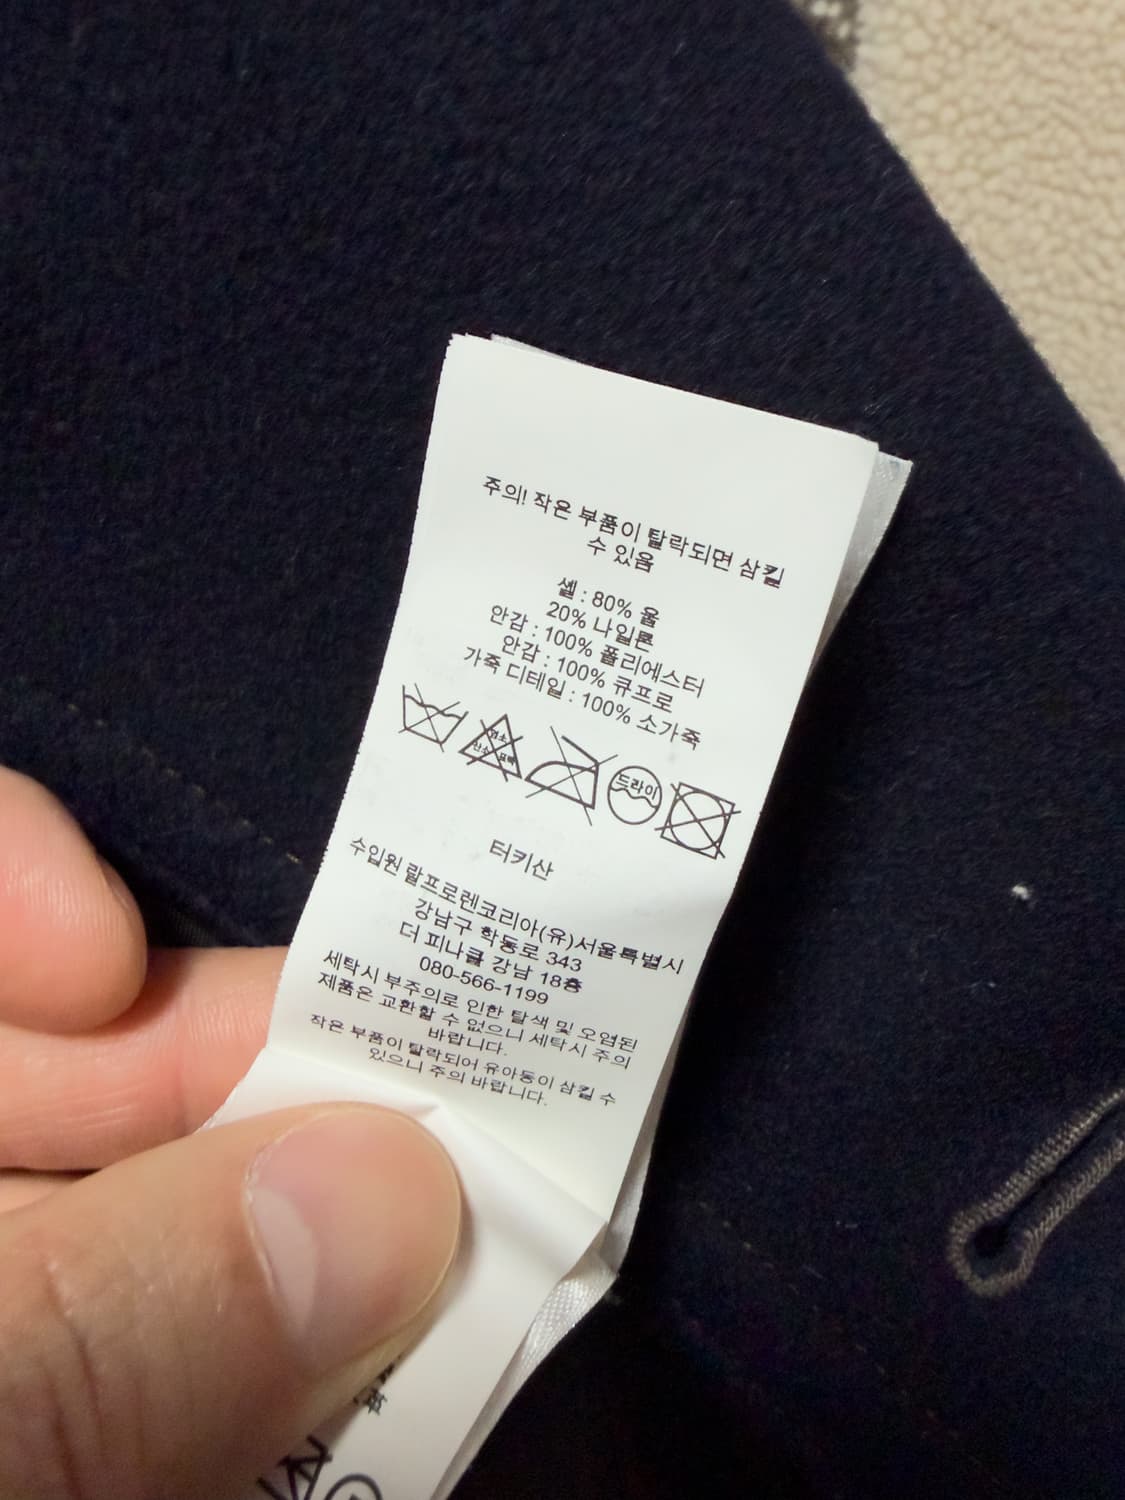 주의! 작은 부품이 탈락되면 삼킬
수 있음
셸 : 80% 울
20% 나일론
안감 : 100% 폴리에스터
안감 : 100% 큐프로
가죽 디테일 : 100% 소가죽
드라이
터키산
수입원 랄프로렌코리아(유)서울특별시
강남구 학동로 343
더 피나클 강남 18층
080-566-1199
세탁시 부주의로 인한 탈색 및 오염된
제품은 교환할 수 없으니 세탁시 주의
바랍니다.
작은 부품이 탈락되어 유아동이 삼킬 수
있으니 주의 바랍니다.
革